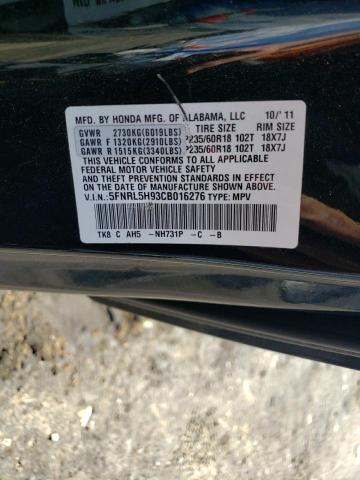 MFD. BY HONDA MFG. OF ALABAMA, LLC 10/'11
GVWR 2730KG(6019LBS) TIRE SIZE RIM SIZE
GAWR F 1320KG(2910LBS) P235/60R18 102T 18X7J
GAWR R 1515KG(3340LBS) P235/60R18 102T 18X7J
THIS VEHICLE CONFORMS TO ALL APPLICABLE
FEDERAL MOTOR VEHICLE SAFETY AND
THEFT PREVENTION STANDARDS IN EFFECT ON
THE DATE OF MANUFACTURE SHOWN ABOVE.
V.I.N.: 5FNRL5H93CB016276 TYPE: MPV
TK8 C AH5 -NH731P -C -B